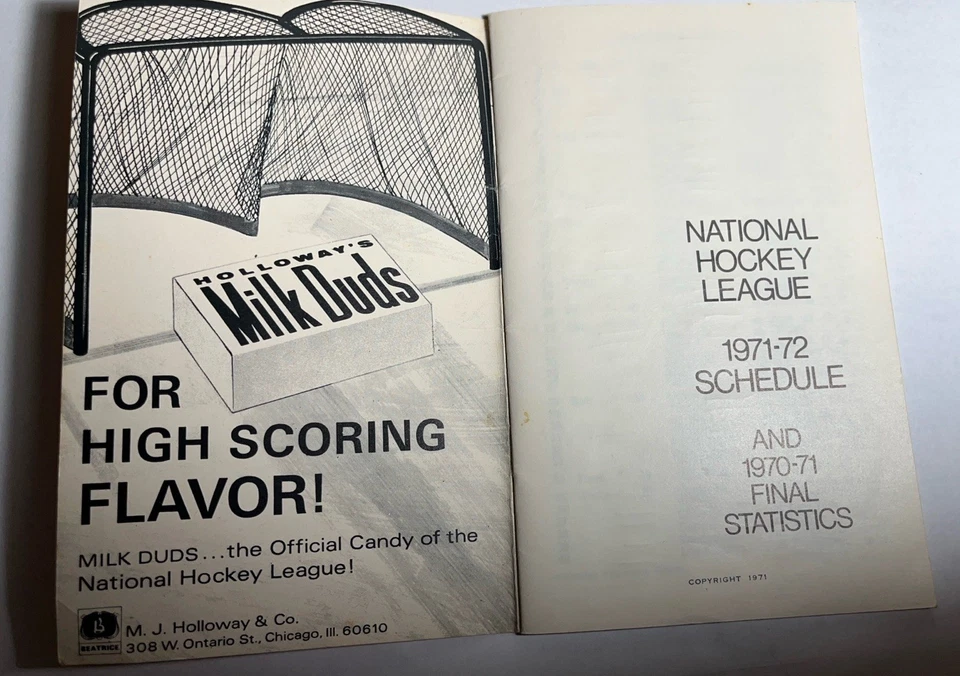 HOLLOWAY'S
Milk Duds
FOR
HIGH SCORING
FLAVOR!
MILK DUDS...the Official Candy of the
National Hockey League!
B
BEATRICE
M. J. Holloway & Co.
308 W. Ontario St., Chicago, Ill. 60610
NATIONAL
HOCKEY
LEAGUE
1971-72
SCHEDULE
AND
1970-71
FINAL
STATISTICS
COPYRIGHT 1971